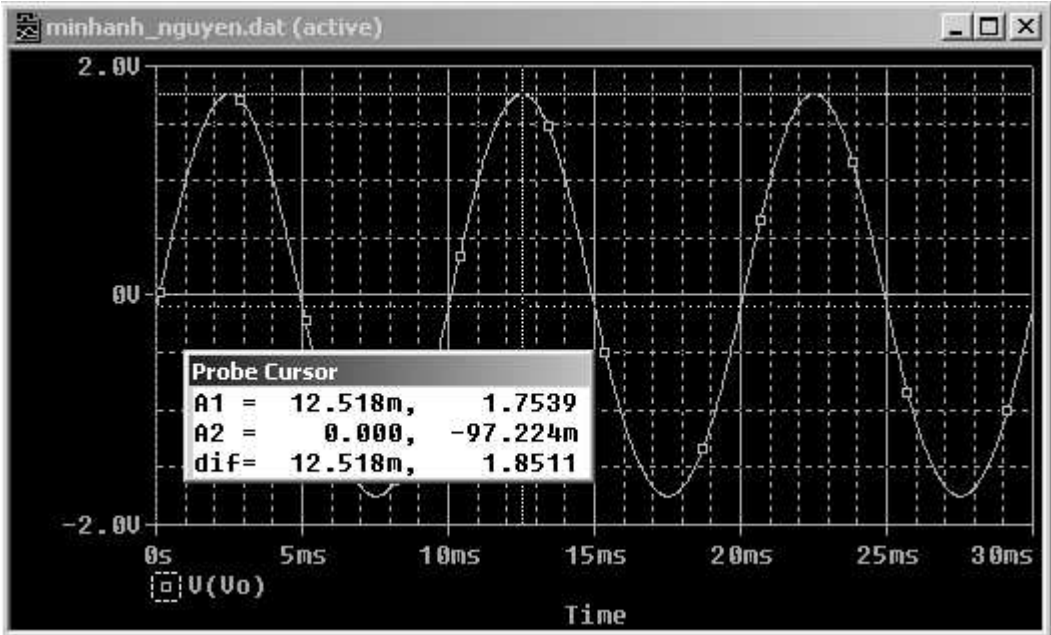 minhanh_nguyen.dat (active)
2.0V
0V
Probe Cursor
A1 = 12.518m, 1.7539
A2 = 0.000, -97.224m
dif= 12.518m, 1.8511
-2.0V
0s 5ms 10ms 15ms 20ms 25ms 30ms
V(Vo)
Time